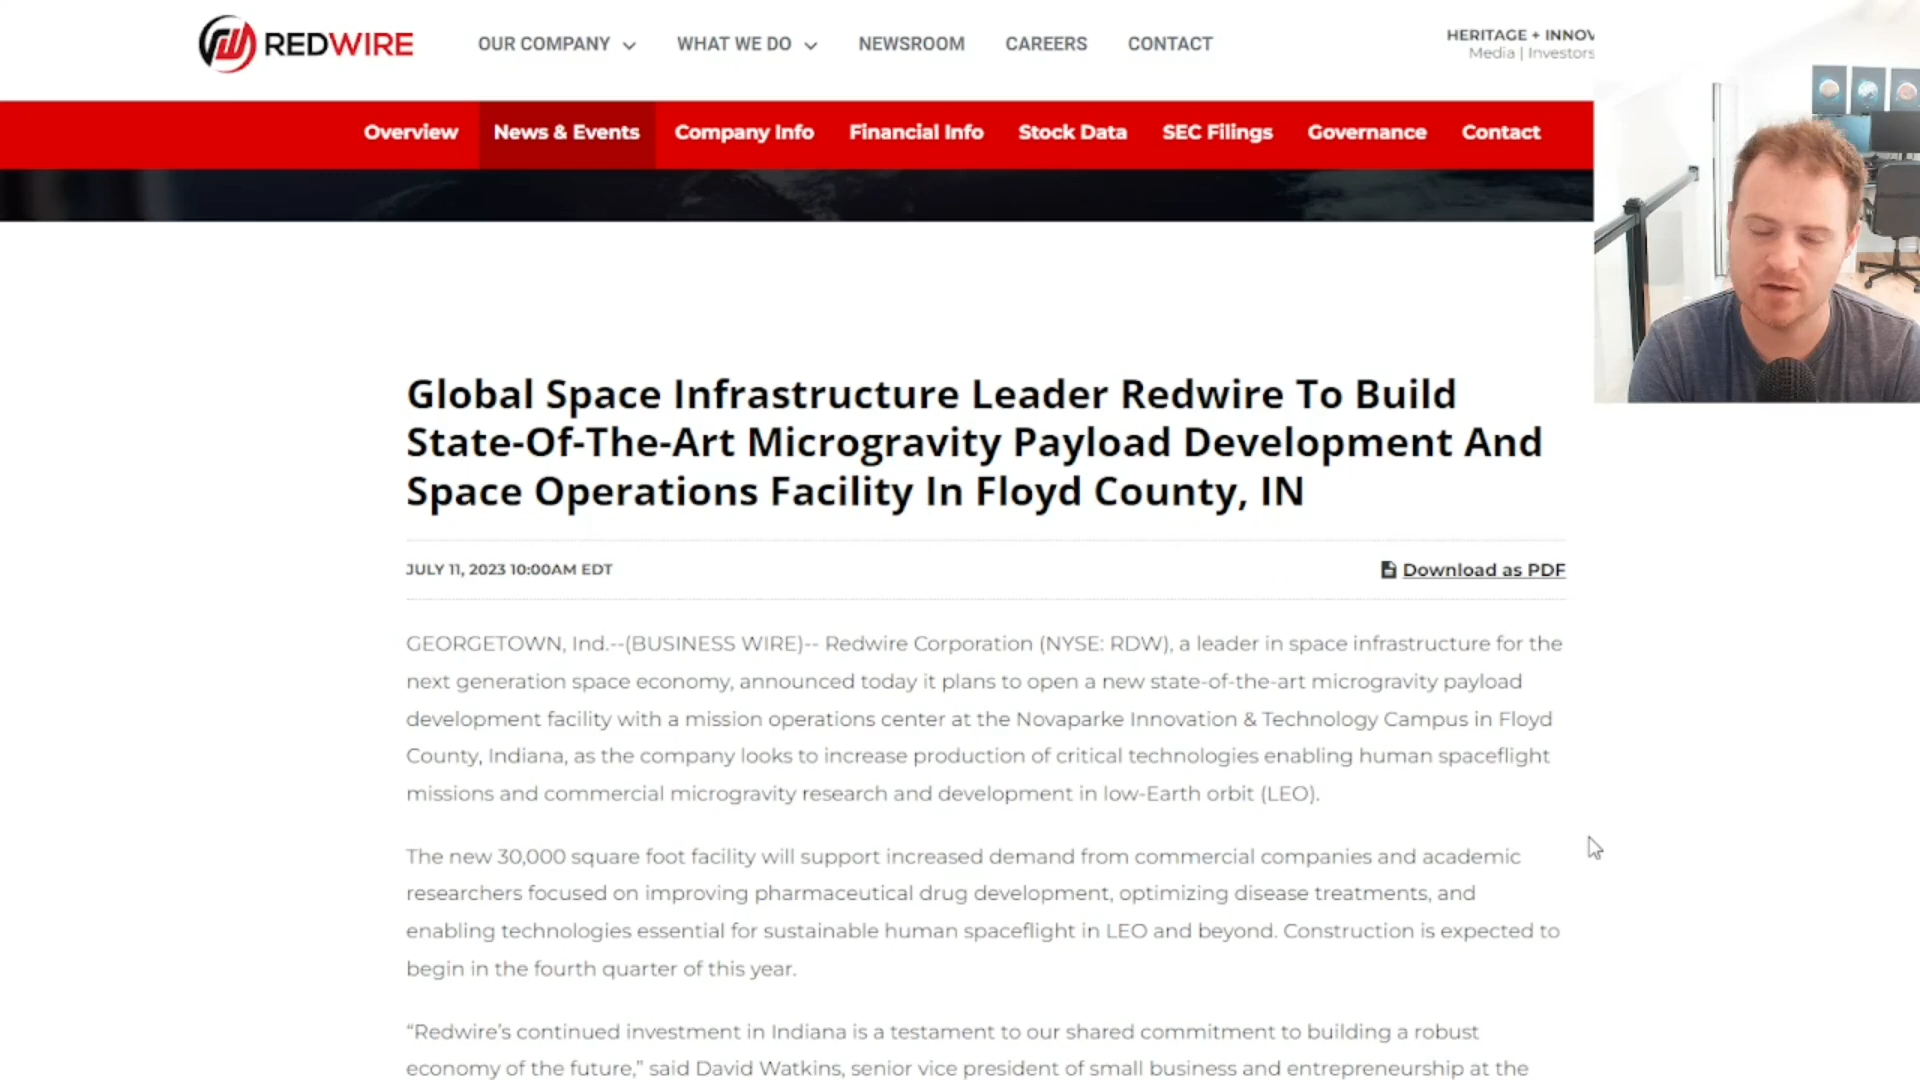 REDWIRE
OUR COMPANY WHAT WE DO NEWSROOM CAREERS CONTACT
HERITAGE + INNOV
Media | Investors
Overview News & Events Company Info Financial Info Stock Data SEC Filings Governance Contact
Global Space Infrastructure Leader Redwire To Build
State-Of-The-Art Microgravity Payload Development And
Space Operations Facility In Floyd County, IN
JULY 11, 2023 10:00AM EDT
Download as PDF
GEORGETOWN, Ind.--(BUSINESS WIRE)-- Redwire Corporation (NYSE: RDW), a leader in space infrastructure for the
next generation space economy, announced today it plans to open a new state-of-the-art microgravity payload
development facility with a mission operations center at the Novaparke Innovation & Technology Campus in Floyd
County, Indiana, as the company looks to increase production of critical technologies enabling human spaceflight
missions and commercial microgravity research and development in low-Earth orbit (LEO).
The new 30,000 square foot facility will support increased demand from commercial companies and academic
researchers focused on improving pharmaceutical drug development, optimizing disease treatments, and
enabling technologies essential for sustainable human spaceflight in LEO and beyond. Construction is expected to
begin in the fourth quarter of this year.
“Redwire’s continued investment in Indiana is a testament to our shared commitment to building a robust
economy of the future,” said David Watkins, senior vice president of small business and entrepreneurship at the